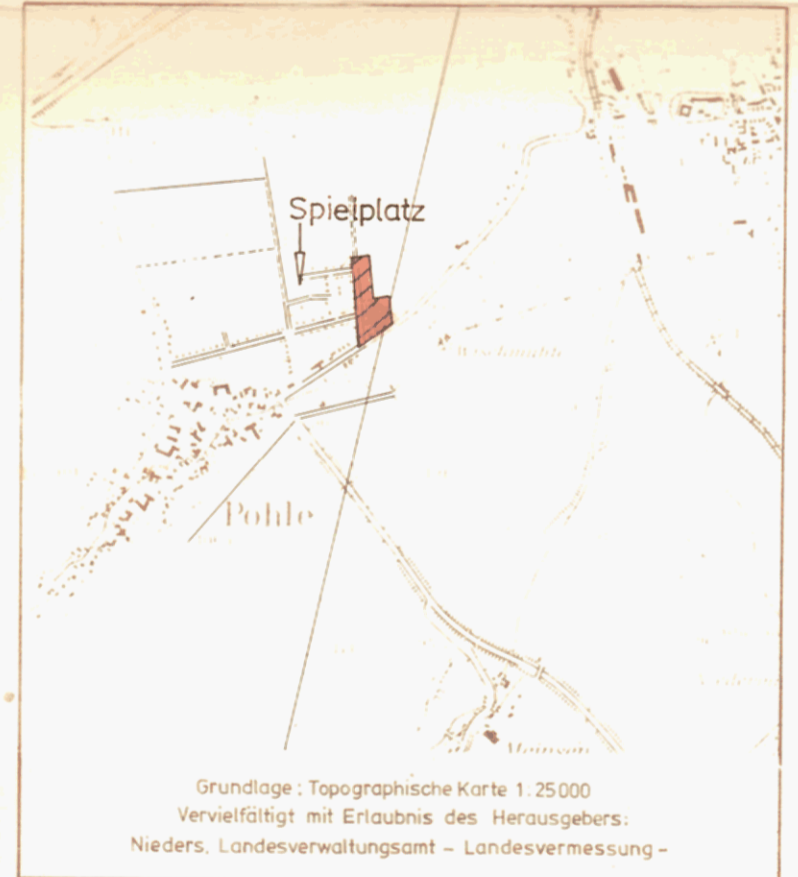 Spielplatz
Pohle
Grundlage : Topographische Karte 1:25000
Vervielfältigt mit Erlaubnis des Herausgebers:
Nieders. Landesverwaltungsamt – Landesvermessung –